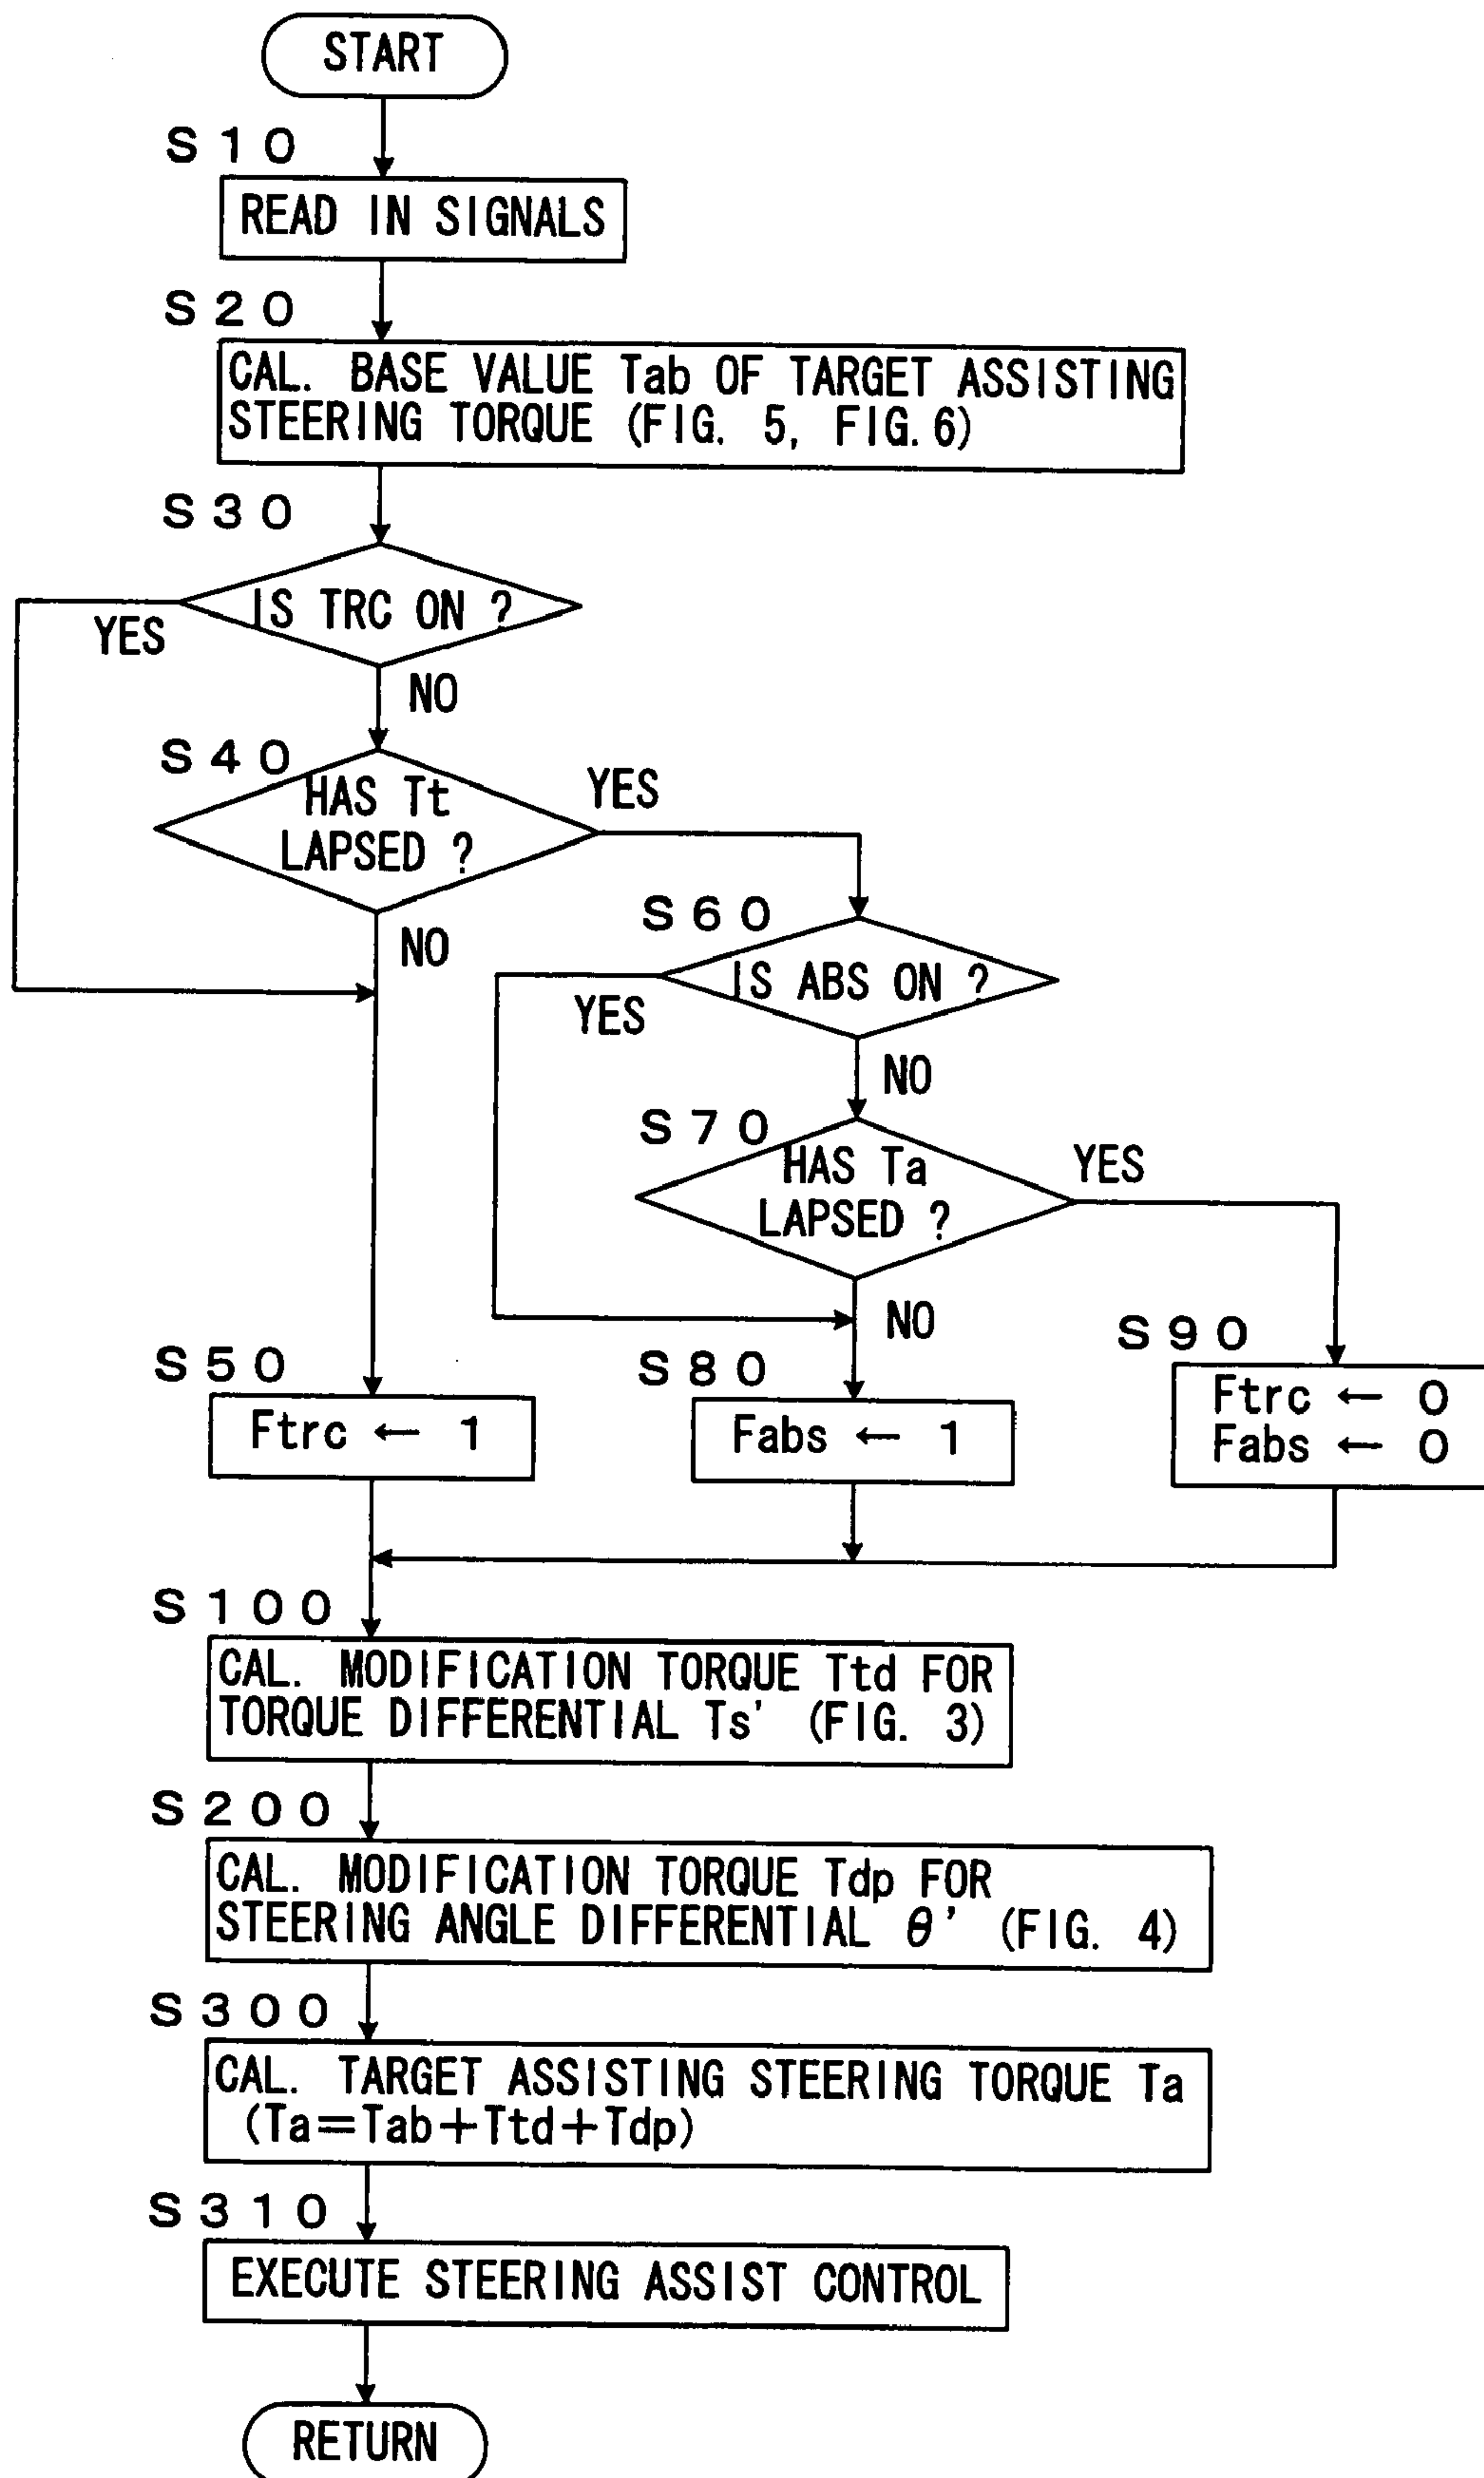 START
S10
READ IN SIGNALS
S20
CAL. BASE VALUE Tab OF TARGET ASSISTING
STEERING TORQUE (FIG. 5, FIG.6)
S30
IS TRC ON ?
YES
NO
S40
HAS Tt
LAPSED ?
YES
NO
S60
IS ABS ON ?
YES
NO
S70
HAS Ta
LAPSED ?
YES
NO
S50
Ftrc ← 1
S80
Fabs ← 1
S90
Ftrc ← 0
Fabs ← 0
S100
CAL. MODIFICATION TORQUE Ttd FOR
TORQUE DIFFERENTIAL Ts' (FIG. 3)
S200
CAL. MODIFICATION TORQUE Tdp FOR
STEERING ANGLE DIFFERENTIAL θ' (FIG. 4)
S300
CAL. TARGET ASSISTING STEERING TORQUE Ta
(Ta=Tab+Ttd+Tdp)
S310
EXECUTE STEERING ASSIST CONTROL
RETURN